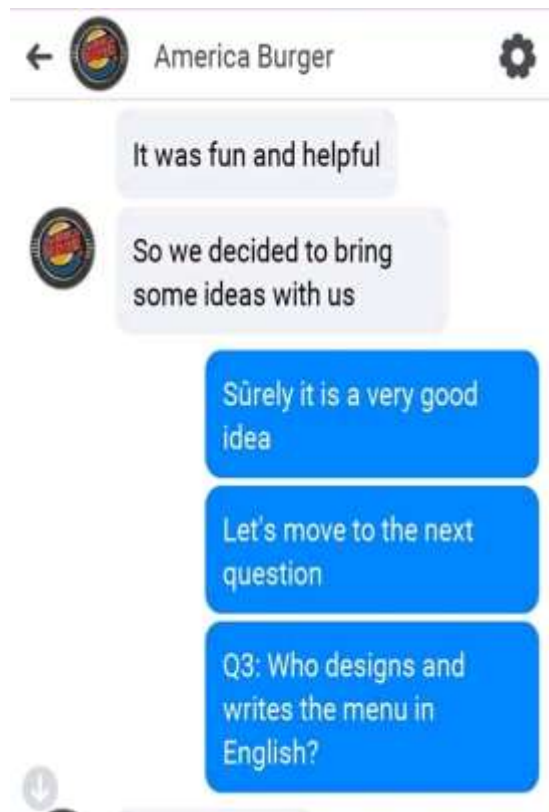 America Burger
It was fun and helpful
So we decided to bring
some ideas with us
Sûrely it is a very good
idea
Let's move to the next
question
Q3: Who designs and
writes the menu in
English?